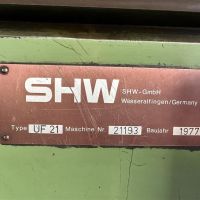 SHW
SHW-GmbH
Wasseralfingen/Germany
Type UF 21 Maschine Nr. 21193 Baujahr 1977